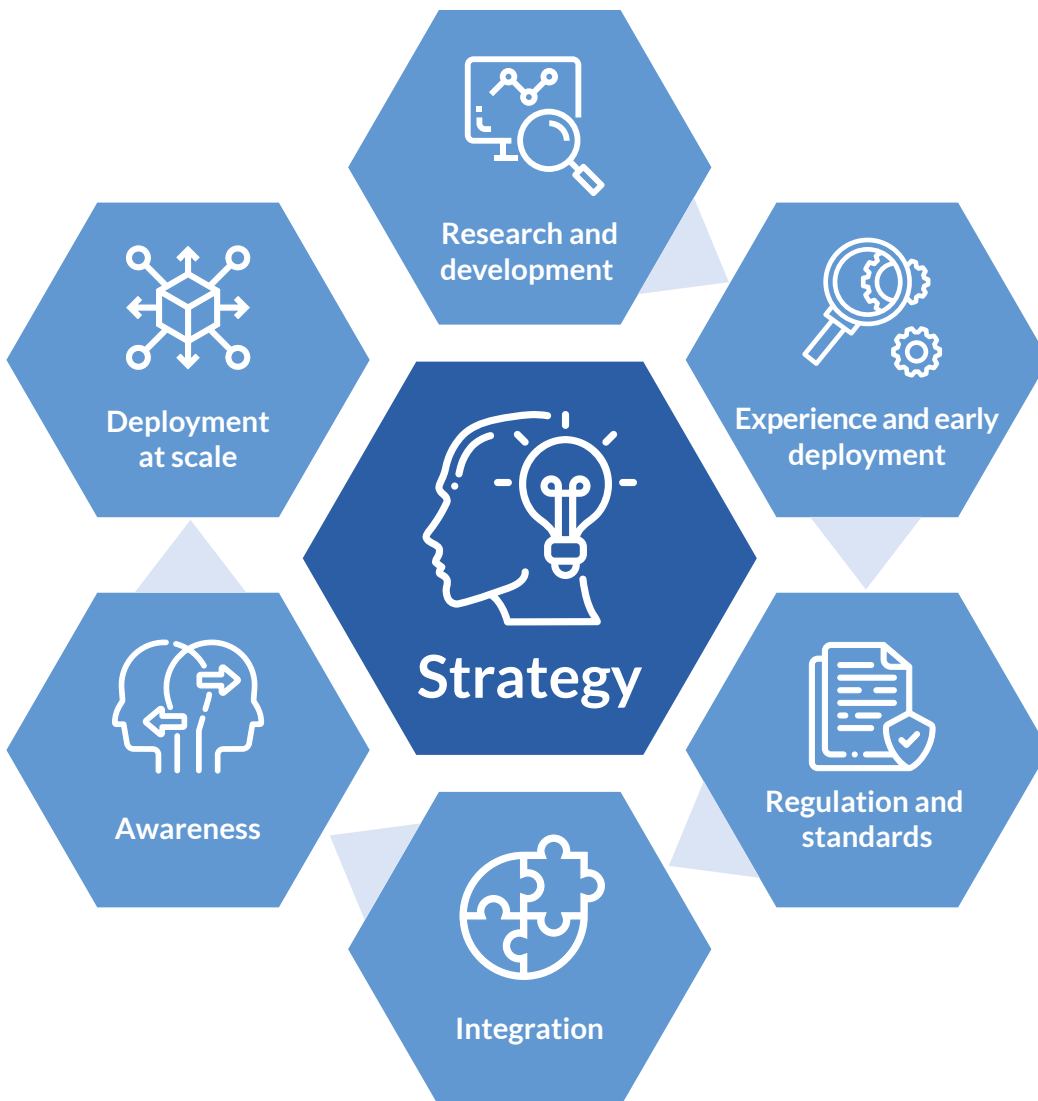 Research and
development
Experience and early
deployment
Regulation and
standards
Integration
Awareness
Deployment
at scale
Strategy